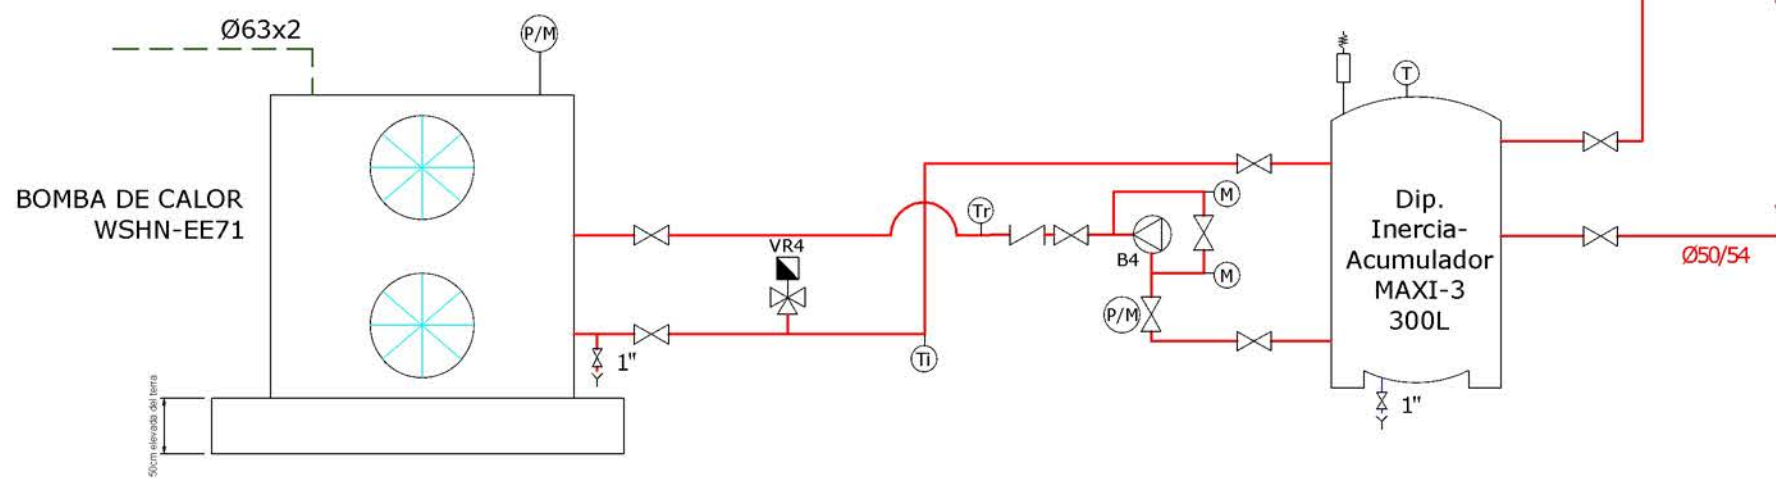 Ø63x2
P/M
BOMBA DE CALOR
WSHN-EE71
50cm elevada del terra
1"
VR4
Ti
Tr
B4
M
M
P/M
T
Dip.
Inercia-
Acumulador
MAXI-3
300L
1"
Ø50/54